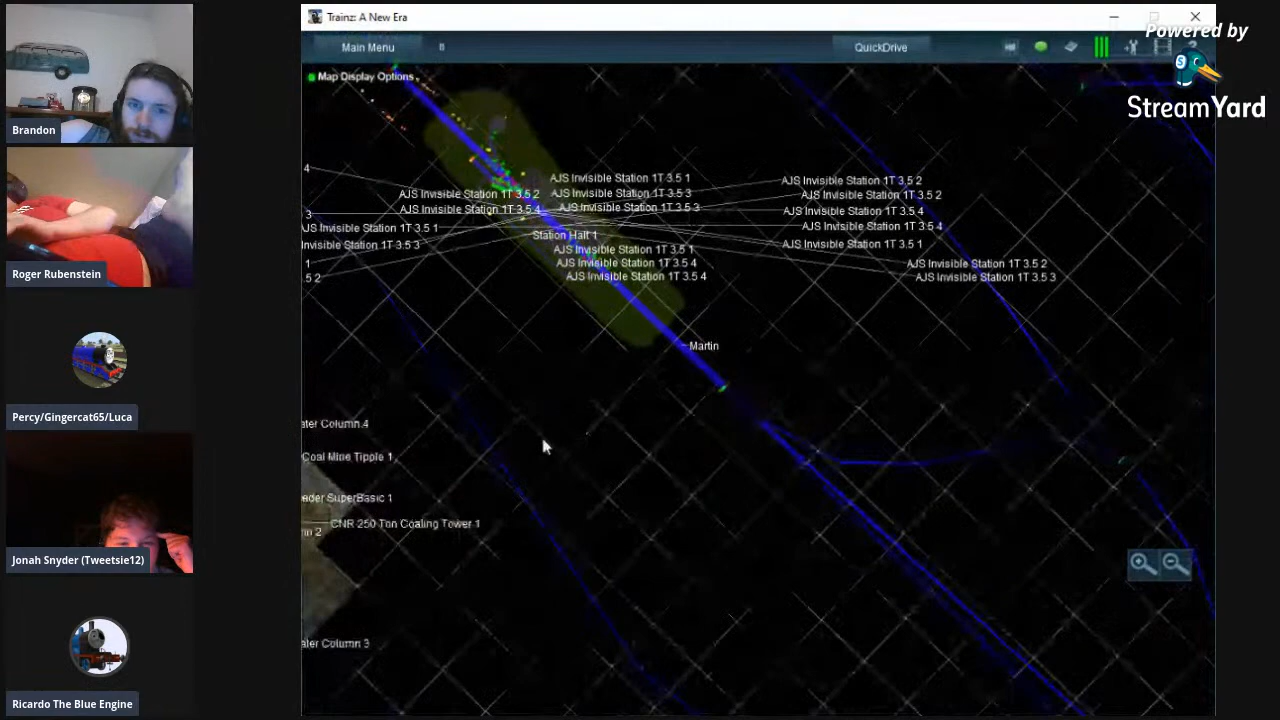 Trainz: A New Era
Powered by
StreamYard
Main Menu
QuickDrive
Map Display Options
4
AJS Invisible Station 1T 3.5 1
AJS Invisible Station 1T 3.5 2
AJS Invisible Station 1T 3.5 2
AJS Invisible Station 1T 3.5 3
AJS Invisible Station 1T 3.5 2
3
AJS Invisible Station 1T 3.5 4
AJS Invisible Station 1T 3.5 3
AJS Invisible Station 1T 3.5 4
AJS Invisible Station 1T 3.5 1
AJS Invisible Station 1T 3.5 4
Station Halt 1
Invisible Station 1T 3.5 3
AJS Invisible Station 1T 3.5 1
AJS Invisible Station 1T 3.5 1
1
AJS Invisible Station 1T 3.5 4
AJS Invisible Station 1T 3.5 2
5 2
AJS Invisible Station 1T 3.5 4
AJS Invisible Station 1T 3.5 3
Martin
ater Column 4
Coal Mine Tipple 1
ader SuperBasic 1
CNR 250 Ton Coaling Tower 1
n 2
ater Column 3
Brandon
Roger Rubenstein
Percy/Gingercat65/Luca
Jonah Snyder (Tweetsie12)
Ricardo The Blue Engine